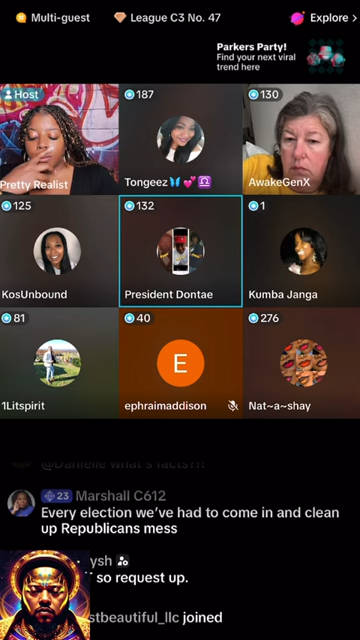 Multi-guest
League C3 No. 47
Explore >
Parkers Party!
Find your next viral
trend here
Host
187
130
Pretty Realist
Tongeez
AwakeGenX
125
132
1
KosUnbound
President Dontae
Kumba Janga
81
40
276
E
1Litspirit
ephraimaddison
Nat~a~shay
@Danielle what's facts?!!
23 Marshall C612
Every election we've had to come in and clean
up Republicans mess
ysh
so request up.
stbeautiful_llc joined